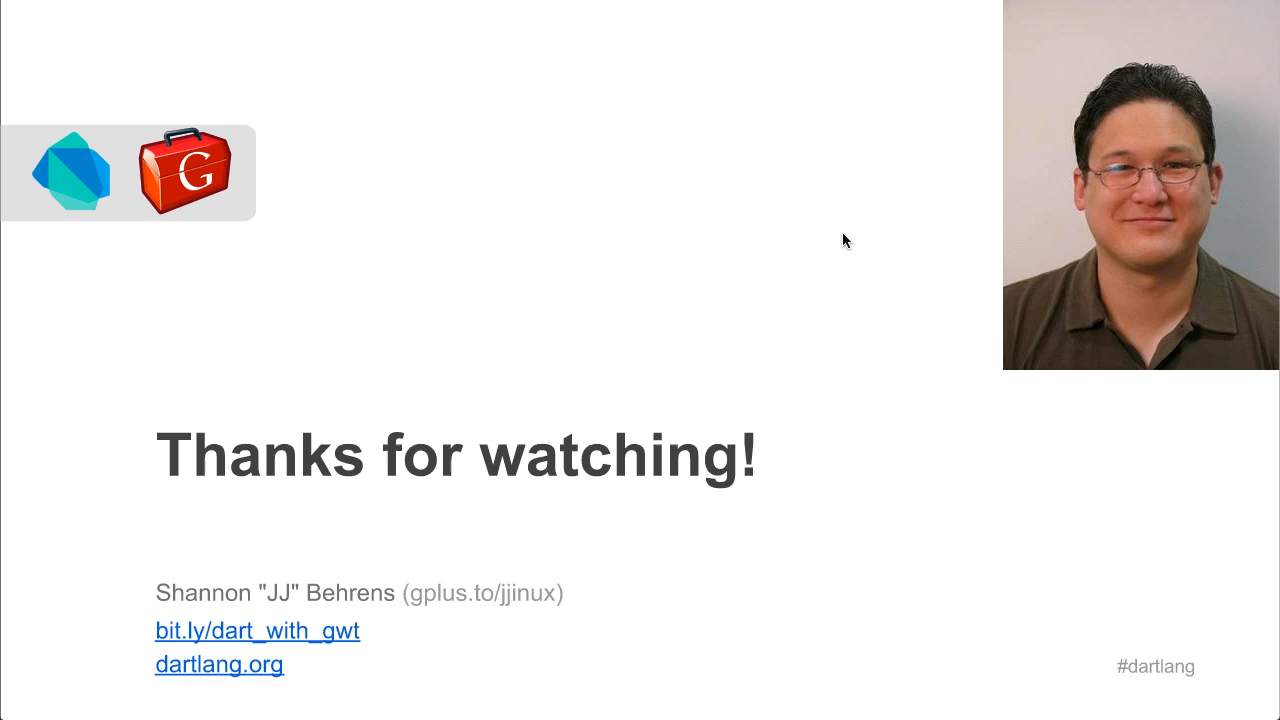 G
Thanks for watching!
Shannon "JJ" Behrens (gplus.to/jjinux)
bit.ly/dart_with_gwt
dartlang.org
#dartlang